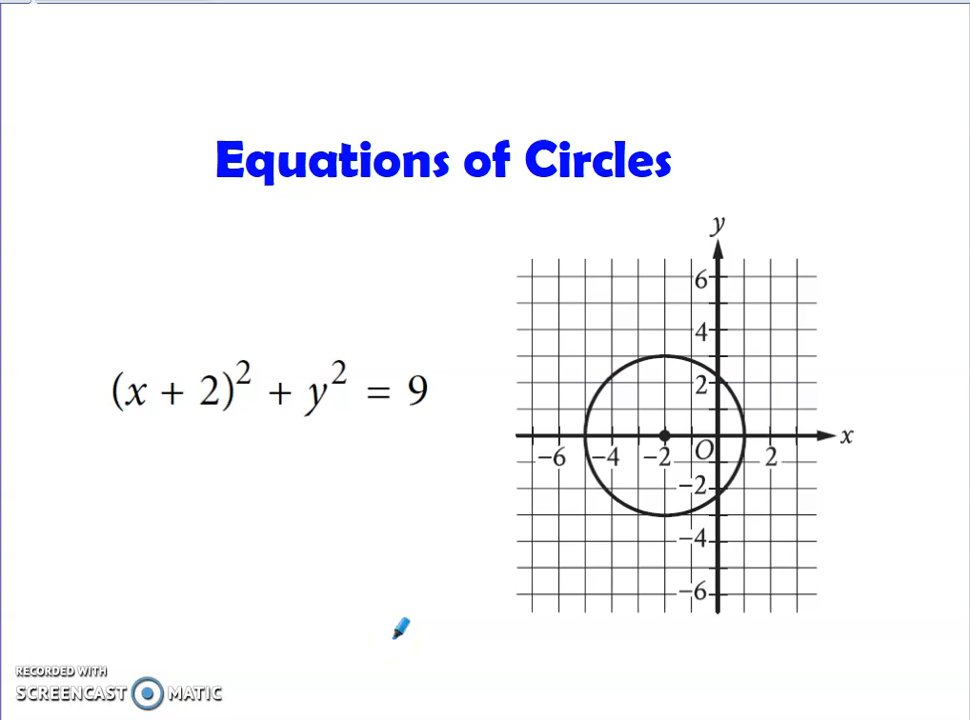 Equations of Circles
y
6
4
(x + 2)² + y² = 9
2
x
−6 −4 −2 O 2
−2
−4
−6
RECORDED WITH
SCREENCAST MATIC